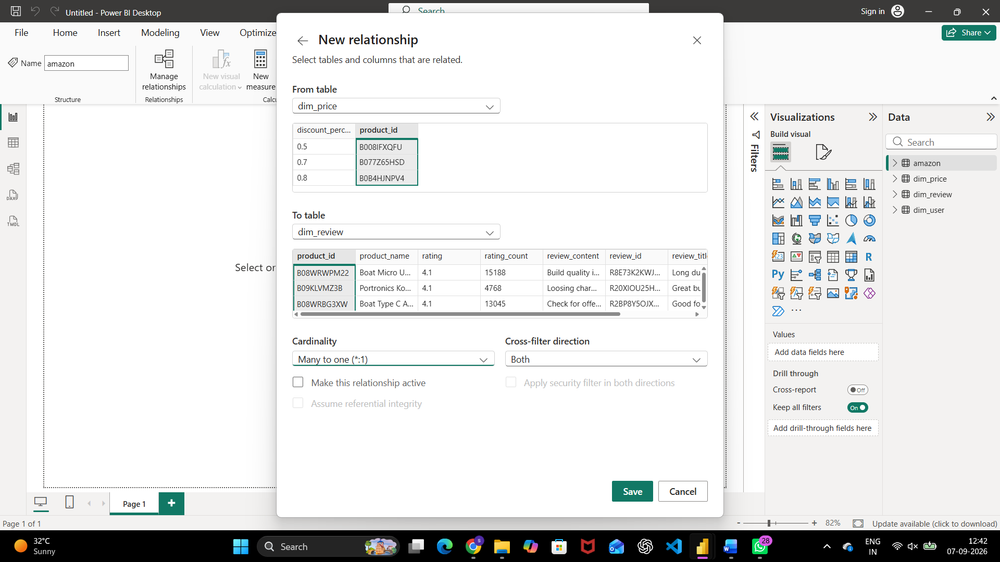 Untitled - Power BI Desktop
Search
Sign in
File
Home
Insert
Modeling
View
Optimize
Share
Name
amazon
Manage
relationships
New visual
calculation
New
measure
Structure
Relationships
Calcu
New relationship
Select tables and columns that are related.
From table
dim_price
discount_perc... product_id
0.5 B008IFXQFU
0.7 B077Z65HSD
0.8 B0B4HJNPV4
To table
dim_review
product_id product_name rating rating_count review_content review_id review_titl
B08WRWPM22 Boat Micro U... 4.1 15188 Build quality i... R8E73K2KWJ... Long du
B09KLVMZ3B Portronics Ko... 4.1 4768 Loosing char... R20XIOU25H... Great bu
B08WRBG3XW Boat Type C A... 4.1 13045 Check for offe... R2BP8Y5OJX... Good fo
Cardinality
Many to one (*:1)
Cross-filter direction
Both
Make this relationship active
Apply security filter in both directions
Assume referential integrity
Save
Cancel
Select or
DAX
TMDL
Filters
Visualizations
Build visual
123
R
Py
...
Values
Add data fields here
Drill through
Cross-report
Off
Keep all filters
On
Add drill-through fields here
Data
Search
amazon
dim_price
dim_review
dim_user
Page 1
+
Page 1 of 1
- + 82%
Update available (click to download)
32°C
Sunny
Search
S
W
28
ENG
IN
12:42
07-09-2026